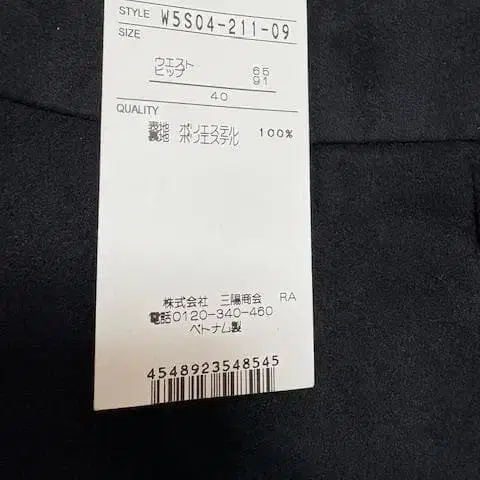 STYLE W5S04-211-09
SIZE
ウエスト 65
ヒップ 91
40
QUALITY
表地 ポリエステル 100%
裏地 ポリエステル
株式会社 三陽商会 RA
電話0120-340-460
ベトナム製
4548923548545